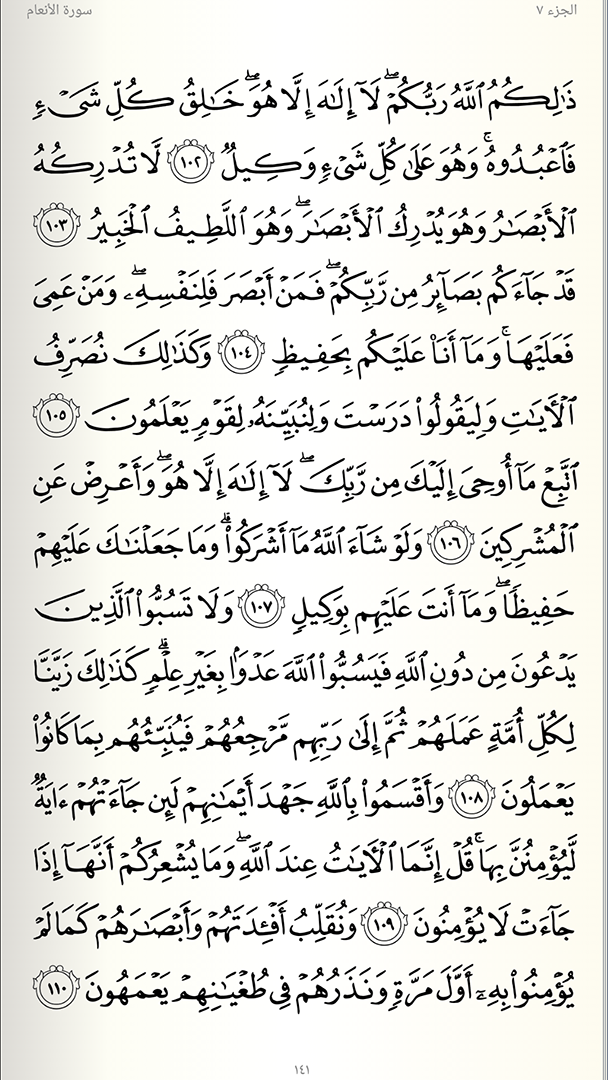 الجزء ٧
سورة الأنعام
ذَٰلِكُمُ ٱللَّهُ رَبُّكُمۡۖ لَآ إِلَٰهَ إِلَّا هُوَۖ خَٰلِقُ كُلِّ شَيۡءٖ
فَٱعۡبُدُوهُۚ وَهُوَ عَلَىٰ كُلِّ شَيۡءٖ وَكِيلٞ ١٠٢ لَّا تُدۡرِكُهُ
ٱلۡأَبۡصَٰرُ وَهُوَ يُدۡرِكُ ٱلۡأَبۡصَٰرَۖ وَهُوَ ٱللَّطِيفُ ٱلۡخَبِيرُ ١٠٣
قَدۡ جَآءَكُم بَصَآئِرُ مِن رَّبِّكُمۡۖ فَمَنۡ أَبۡصَرَ فَلِنَفۡسِهِۦۖ وَمَنۡ عَمِيَ
فَعَلَيۡهَاۚ وَمَآ أَنَا۠ عَلَيۡكُم بِحَفِيظٖ ١٠٤ وَكَذَٰلِكَ نُصَرِّفُ
ٱلۡأٓيَٰتِ وَلِيَقُولُواْ دَرَسۡتَ وَلِنُبَيِّنَهُۥ لِقَوۡمٖ يَعۡلَمُونَ ١٠٥
ٱتَّبِعۡ مَآ أُوحِيَ إِلَيۡكَ مِن رَّبِّكَۖ لَآ إِلَٰهَ إِلَّا هُوَۖ وَأَعۡرِضۡ عَنِ
ٱلۡمُشۡرِكِينَ ١٠٦ وَلَوۡ شَآءَ ٱللَّهُ مَآ أَشۡرَكُواْۗ وَمَا جَعَلۡنَٰكَ عَلَيۡهِمۡ
حَفِيظٗاۖ وَمَآ أَنتَ عَلَيۡهِم بِوَكِيلٖ ١٠٧ وَلَا تَسُبُّواْ ٱلَّذِينَ
يَدۡعُونَ مِن دُونِ ٱللَّهِ فَيَسُبُّواْ ٱللَّهَ عَدۡوَۢا بِغَيۡرِ عِلۡمٖۗ كَذَٰلِكَ زَيَّنَّا
لِكُلِّ أُمَّةٍ عَمَلَهُمۡ ثُمَّ إِلَىٰ رَبِّهِم مَّرۡجِعُهُمۡ فَيُنَبِّئُهُم بِمَا كَانُواْ
يَعۡمَلُونَ ١٠٨ وَأَقۡسَمُواْ بِٱللَّهِ جَهۡدَ أَيۡمَٰنِهِمۡ لَئِن جَآءَتۡهُمۡ ءَايَةٞ
لَّيُؤۡمِنُنَّ بِهَاۚ قُلۡ إِنَّمَا ٱلۡأٓيَٰتُ عِندَ ٱللَّهِۖ وَمَا يُشۡعِرُكُمۡ أَنَّهَآ إِذَا
جَآءَتۡ لَا يُؤۡمِنُونَ ١٠٩ وَنُقَلِّبُ أَفۡـِٔدَتَهُمۡ وَأَبۡصَٰرَهُمۡ كَمَا لَمۡ
يُؤۡمِنُواْ بِهِۦٓ أَوَّلَ مَرَّةٖ وَنَذَرُهُمۡ فِي طُغۡيَٰنِهِمۡ يَعۡمَهُونَ ١١٠
١٤١